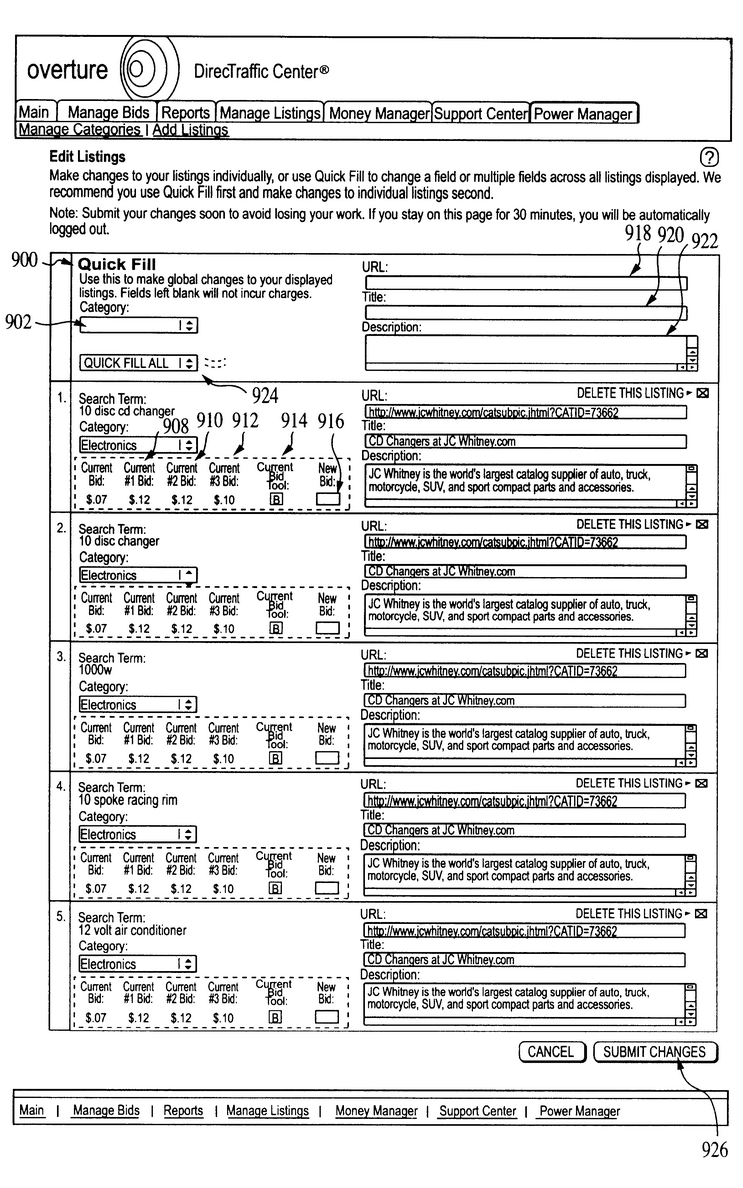 overture DirecTraffic Center®
Main Manage Bids Reports Manage Listings Money Manager Support Center Power Manager
Manage Categories | Add Listings
Edit Listings ?
Make changes to your listings individually, or use Quick Fill to change a field or multiple fields across all listings displayed. We
recommend you use Quick Fill first and make changes to individual listings second.
Note: Submit your changes soon to avoid losing your work. If you stay on this page for 30 minutes, you will be automatically
logged out.
918 920 922
900 Quick Fill
Use this to make global changes to your displayed
listings. Fields left blank will not incur charges.
Category:
902
QUICK FILL ALL
924
URL:
Title:
Description:
1. Search Term:
10 disc cd changer
Category:
Electronics
908 910 912 914 916
Current Current Current Current Current New
Bid: #1 Bid: #2 Bid: #3 Bid: Bid Bid:
Tool:
$.07 $.12 $.12 $.10 B
URL: DELETE THIS LISTING
http://www.jcwhitney.com/catsubpic.jhtml?CATID=73662
Title:
CD Changers at JC Whitney.com
Description:
JC Whitney is the world's largest catalog supplier of auto, truck,
motorcycle, SUV, and sport compact parts and accessories.
2. Search Term:
10 disc changer
Category:
Electronics
Current Current Current Current Current New
Bid: #1 Bid: #2 Bid: #3 Bid: Bid Bid:
Tool:
$.07 $.12 $.12 $.10 B
URL: DELETE THIS LISTING
http://www.jcwhitney.com/catsubpic.jhtml?CATID=73662
Title:
CD Changers at JC Whitney.com
Description:
JC Whitney is the world's largest catalog supplier of auto, truck,
motorcycle, SUV, and sport compact parts and accessories.
3. Search Term:
1000w
Category:
Electronics
Current Current Current Current Current New
Bid: #1 Bid: #2 Bid: #3 Bid: Bid Bid:
Tool:
$.07 $.12 $.12 $.10 B
URL: DELETE THIS LISTING
http://www.jcwhitney.com/catsubpic.jhtml?CATID=73662
Title:
CD Changers at JC Whitney.com
Description:
JC Whitney is the world's largest catalog supplier of auto, truck,
motorcycle, SUV, and sport compact parts and accessories.
4. Search Term:
10 spoke racing rim
Category:
Electronics
Current Current Current Current Current New
Bid: #1 Bid: #2 Bid: #3 Bid: Bid Bid:
Tool:
$.07 $.12 $.12 $.10 B
URL: DELETE THIS LISTING
http://www.jcwhitney.com/catsubpic.jhtml?CATID=73662
Title:
CD Changers at JC Whitney.com
Description:
JC Whitney is the world's largest catalog supplier of auto, truck,
motorcycle, SUV, and sport compact parts and accessories.
5. Search Term:
12 volt air conditioner
Category:
Electronics
Current Current Current Current Current New
Bid: #1 Bid: #2 Bid: #3 Bid: Bid Bid:
Tool:
$.07 $.12 $.12 $.10 B
URL: DELETE THIS LISTING
http://www.jcwhitney.com/catsubpic.jhtml?CATID=73662
Title:
CD Changers at JC Whitney.com
Description:
JC Whitney is the world's largest catalog supplier of auto, truck,
motorcycle, SUV, and sport compact parts and accessories.
CANCEL SUBMIT CHANGES
Main | Manage Bids | Reports | Manage Listings | Money Manager | Support Center | Power Manager
926